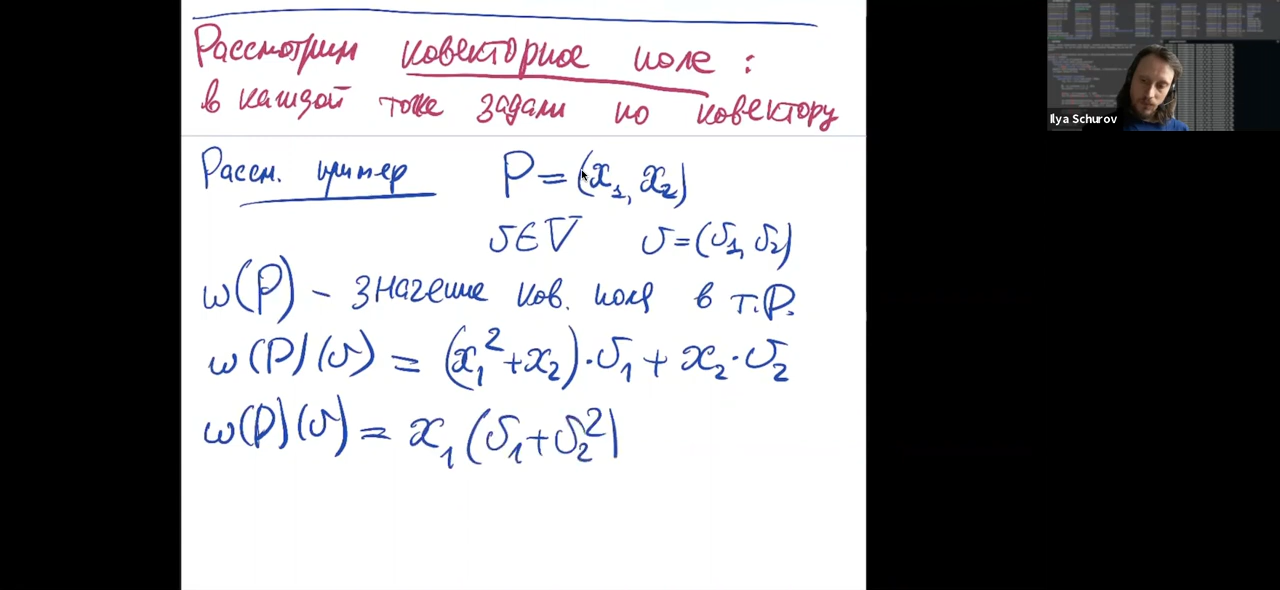 Рассмотрим ковекторное поле :
в каждой точке задали по ковектору
Рассм. пример P = (x₁, x₂)
v ∈ V v = (v₁, v₂)
ω(P) – значение ков. поля в т. P.
ω(P)(v) = (x₁² + x₂)·v₁ + x₂·v₂
ω(P)(v) = x₁(v₁ + v₂²)
Ilya Schurov